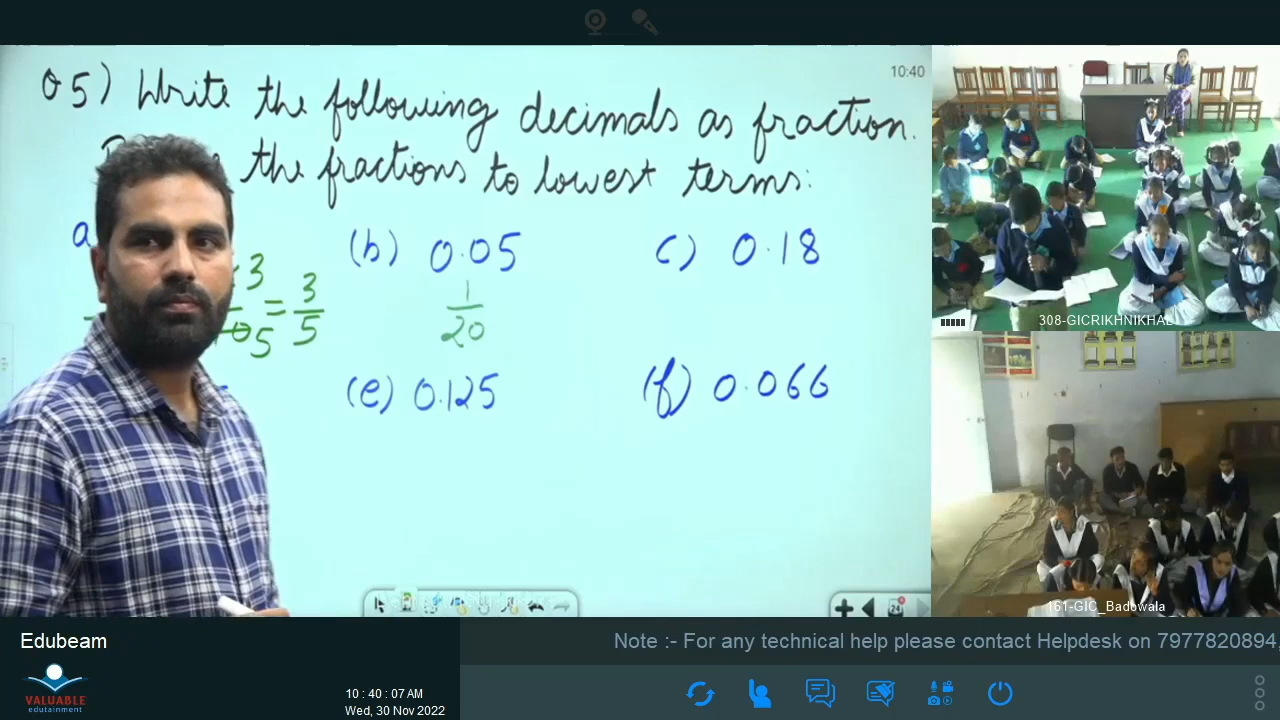 10:40
Q5) Write the following decimals as fraction.
the fractions to lowest terms:
a (b) 0.05 c) 0.18
3 = 3/5 1/20
5
(e) 0.125 (f) 0.066
308-GICRIKHNIKHAL
161-GIC_Badowala
24
Edubeam
Note :- For any technical help please contact Helpdesk on 7977820894,
VALUABLE
edutainment
10 : 40 : 07 AM
Wed, 30 Nov 2022